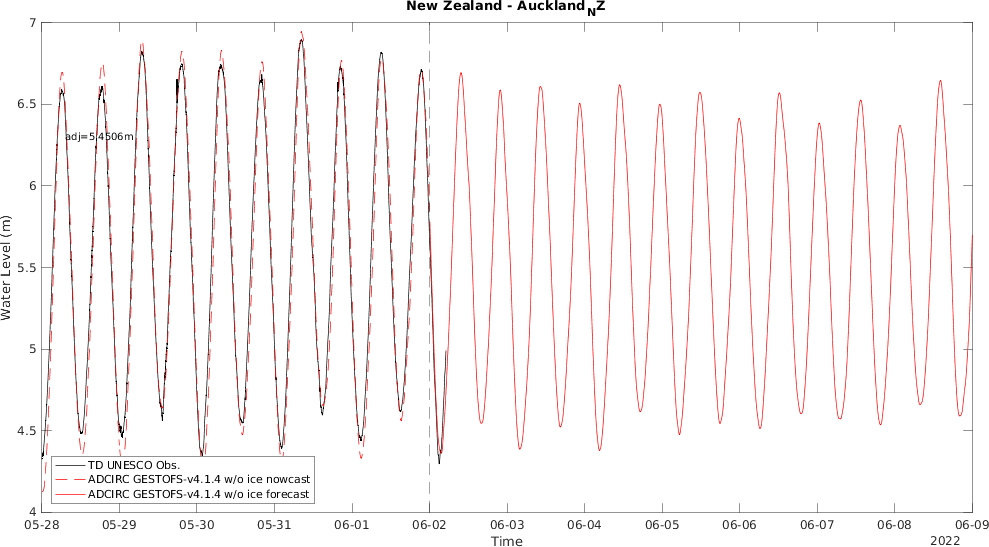 New Zealand - Auckland_NZ
7
6.5
adj=5.4506m
6
5.5
5
4.5
4
Water Level (m)
TD UNESCO Obs.
ADCIRC GESTOFS-v4.1.4 w/o ice nowcast
ADCIRC GESTOFS-v4.1.4 w/o ice forecast
05-28 05-29 05-30 05-31 06-01 06-02 06-03 06-04 06-05 06-06 06-07 06-08 06-09
Time
2022